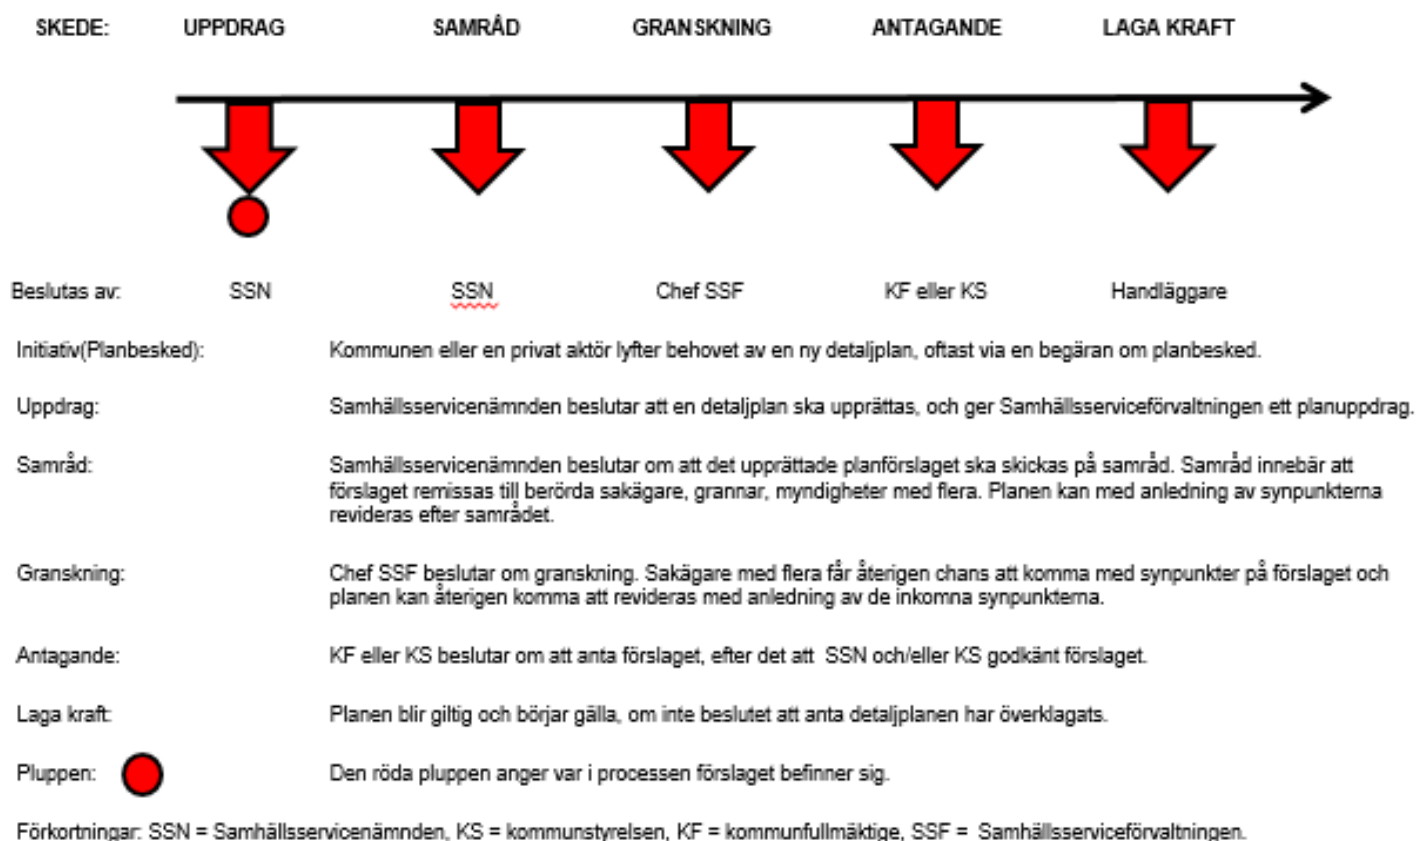 SKEDE: UPPDRAG SAMRÅD GRANSKNING ANTAGANDE LAGA KRAFT
Beslutas av: SSN SSN Chef SSF KF eller KS Handläggare
Initiativ(Planbesked): Kommunen eller en privat aktör lyfter behovet av en ny detaljplan, oftast via en begäran om planbesked.
Uppdrag: Samhällsservicenämnden beslutar att en detaljplan ska upprättas, och ger Samhällsserviceförvaltningen ett planuppdrag.
Samråd: Samhällsservicenämnden beslutar om att det upprättade planförslaget ska skickas på samråd. Samråd innebär att
förslaget remissas till berörda sakägare, grannar, myndigheter med flera. Planen kan med anledning av synpunkterna
revideras efter samrådet.
Granskning: Chef SSF beslutar om granskning. Sakägare med flera får återigen chans att komma med synpunkter på förslaget och
planen kan återigen komma att revideras med anledning av de inkomna synpunkterna.
Antagande: KF eller KS beslutar om att anta förslaget, efter det att SSN och/eller KS godkänt förslaget.
Laga kraft: Planen blir giltig och börjar gälla, om inte beslutet att anta detaljplanen har överklagats.
Pluppen: Den röda pluppen anger var i processen förslaget befinner sig.
Förkortningar: SSN = Samhällsservicenämnden, KS = kommunstyrelsen, KF = kommunfullmäktige, SSF = Samhällsserviceförvaltningen.